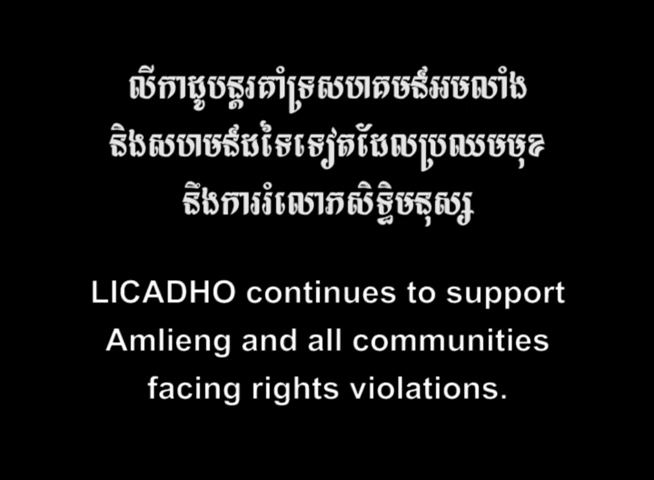 លីកាដូបន្តរគាំទ្រសហគមន៍អមលាំង
និងសហមន៍ដទៃទៀតដែលប្រឈមមុខ
នឹងការរំលោភសិទ្ធិមនុស្ស
LICADHO continues to support
Amlieng and all communities
facing rights violations.